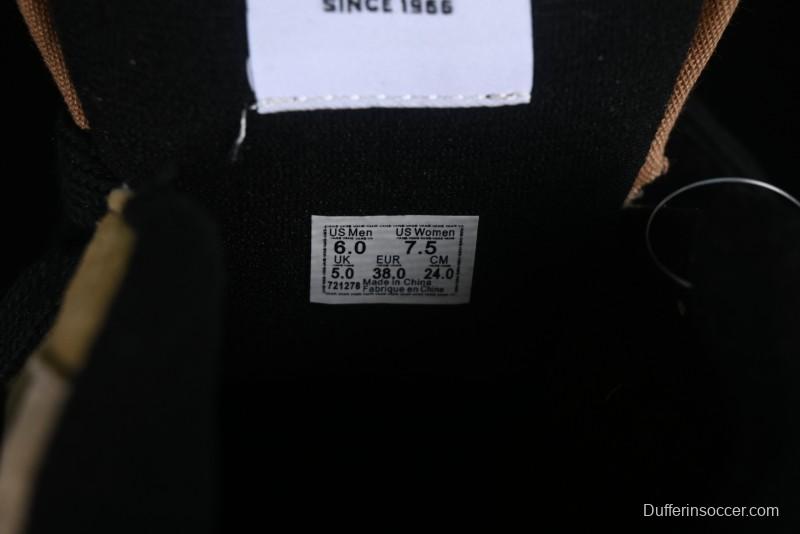 SINCE 1966
US Men US Women
6.0 7.5
UK EUR CM
5.0 38.0 24.0
721278 Made in China
Fabrique en Chine
Dufferinsoccer.com